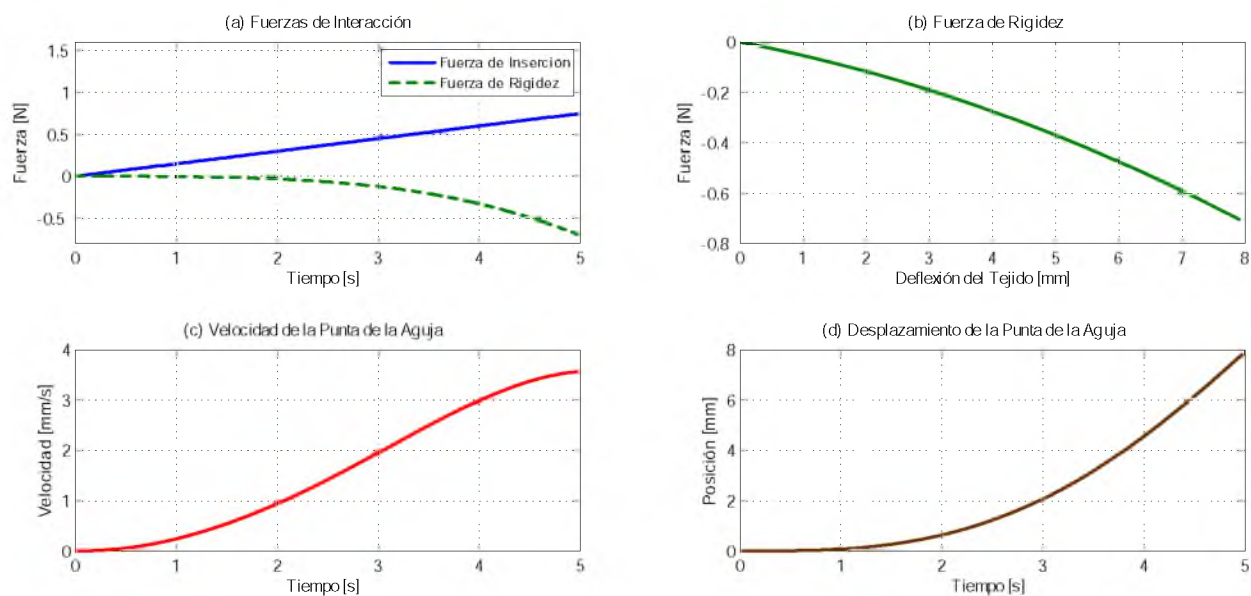 (a) Fuerzas de Interacción
1.5
1
0.5
0
-0.5
Fuerza [N]
Fuerza de Inserción
Fuerza de Rigidez
0 1 2 3 4 5
Tiempo [s]
(b) Fuerza de Rigidez
0
-0,2
-0,4
-0,6
-0,8
Fuerza [N]
0 1 2 3 4 5 6 7 8
Deflexión del Tejido [mm]
(c) Velocidad de la Punta de la Aguja
4
3
2
1
0
Velocidad [mm/s]
0 1 2 3 4 5
Tiempo [s]
(d) Desplazamiento de la Punta de la Aguja
8
6
4
2
0
Posición [mm]
0 1 2 3 4 5
Tiempo [s]